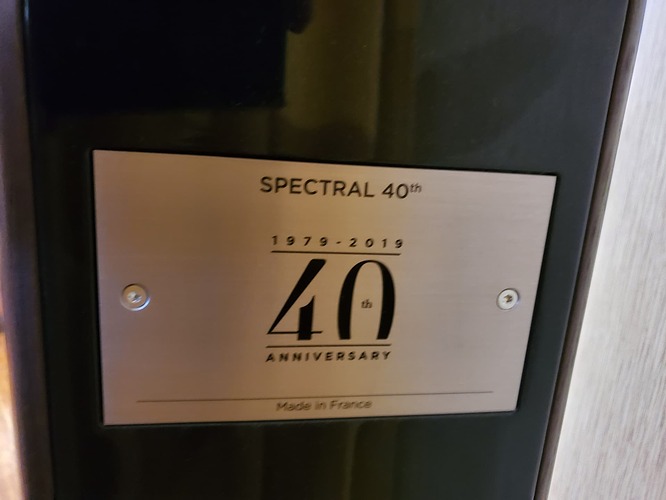 SPECTRAL 40th
1979-2019
40th
ANNIVERSARY
Made in France